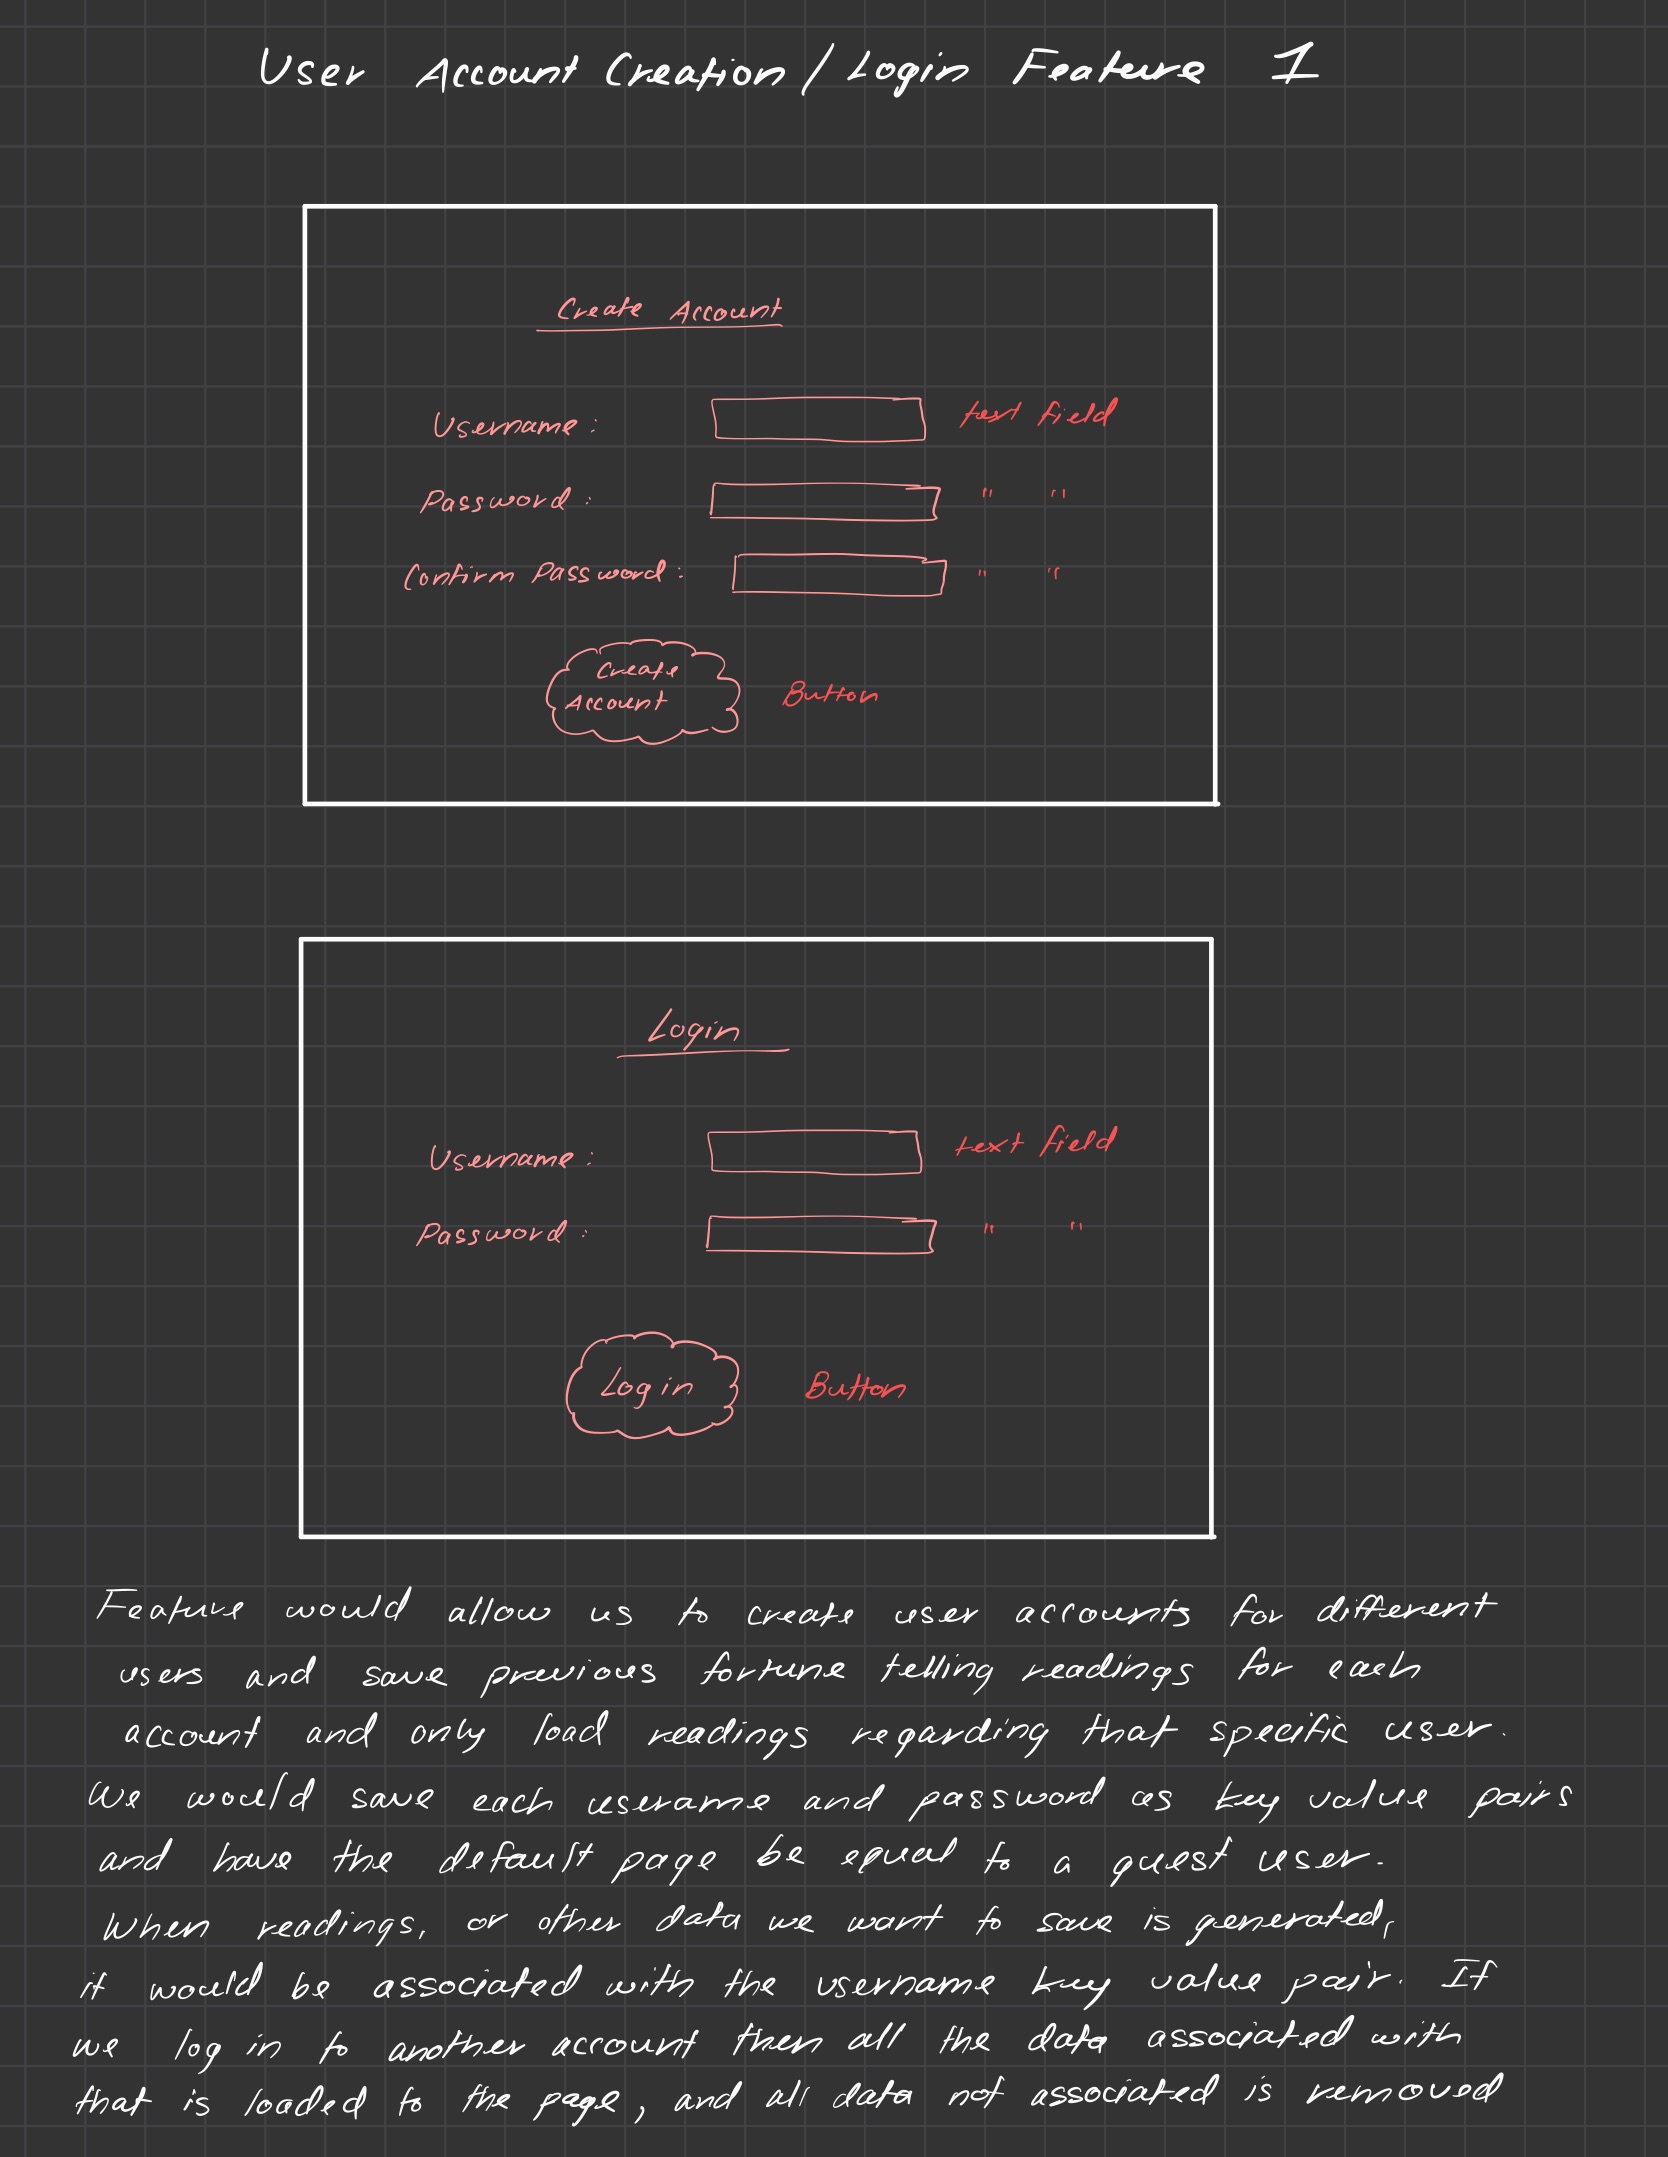 User Account Creation / Login Feature 1
Create Account
Username: text field
Password: " "
Confirm Password: " "
Create
Account
Button
Login
Username: text field
Password: " "
Login Button
Feature would allow us to create user accounts for different
users and save previous fortune telling readings for each
account and only load readings regarding that specific user.
We would save each userame and password as key value pairs
and have the default page be equal to a guest user.
When readings, or other data we want to save is generated,
it would be associated with the username key value pair. If
we log in to another account then all the data associated with
that is loaded to the page, and all data not associated is removed